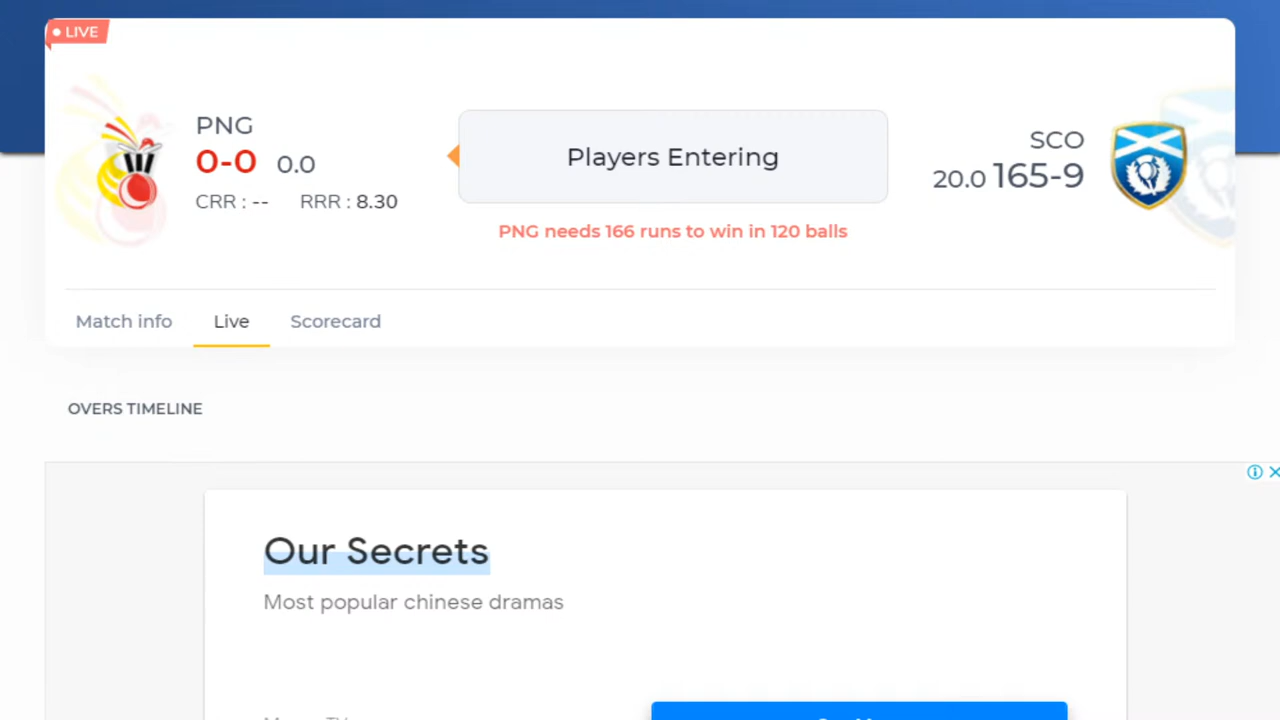 LIVE
PNG
0-0 0.0
CRR : -- RRR : 8.30
Players Entering
PNG needs 166 runs to win in 120 balls
SCO
20.0 165-9
Match info Live Scorecard
OVERS TIMELINE
Our Secrets
Most popular chinese dramas